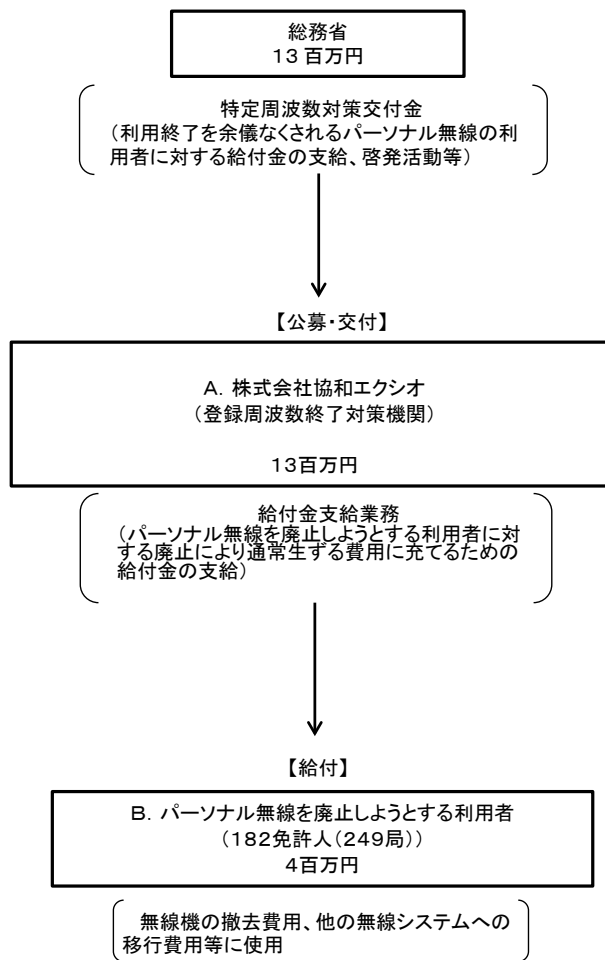 総務省
13百万円
特定周波数対策交付金
(利用終了を余儀なくされるパーソナル無線の利
用者に対する給付金の支給、啓発活動等)
【公募・交付】
A．株式会社協和エクシオ
(登録周波数終了対策機関)
13百万円
給付金支給業務
(パーソナル無線を廃止しようとする利用者に対
する廃止により通常生ずる費用に充てるための
給付金の支給)
【給付】
B．パーソナル無線を廃止しようとする利用者
(182免許人(249局))
4百万円
無線機の撤去費用、他の無線システムへの
移行費用等に使用